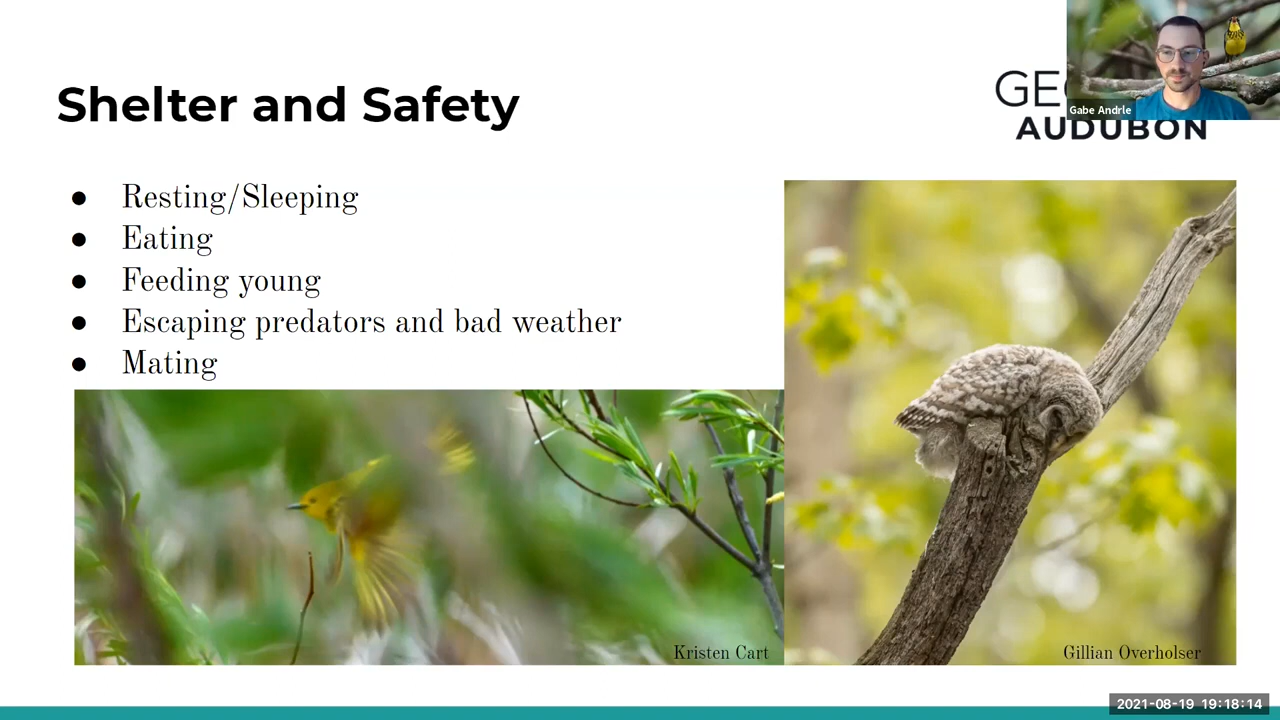 Shelter and Safety
GE
AUDUBON
Gabe Andrle
● Resting/Sleeping
● Eating
● Feeding young
● Escaping predators and bad weather
● Mating
Kristen Cart
Gillian Overholser
2021-08-19 19:18:14